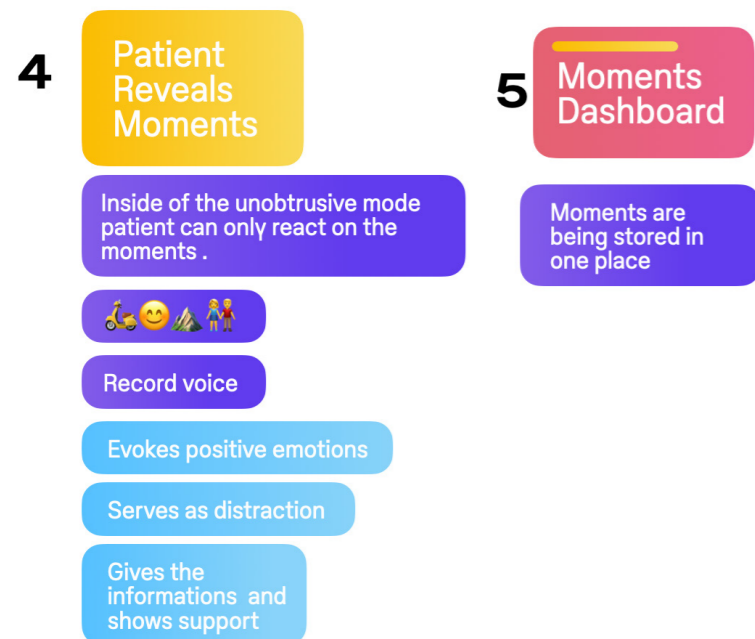 4
Patient
Reveals
Moments
Inside of the unobtrusive mode
patient can only react on the
moments .
🛵😊⛰️👫
Record voice
Evokes positive emotions
Serves as distraction
Gives the
informations and
shows support
5
Moments
Dashboard
Moments are
being stored in
one place